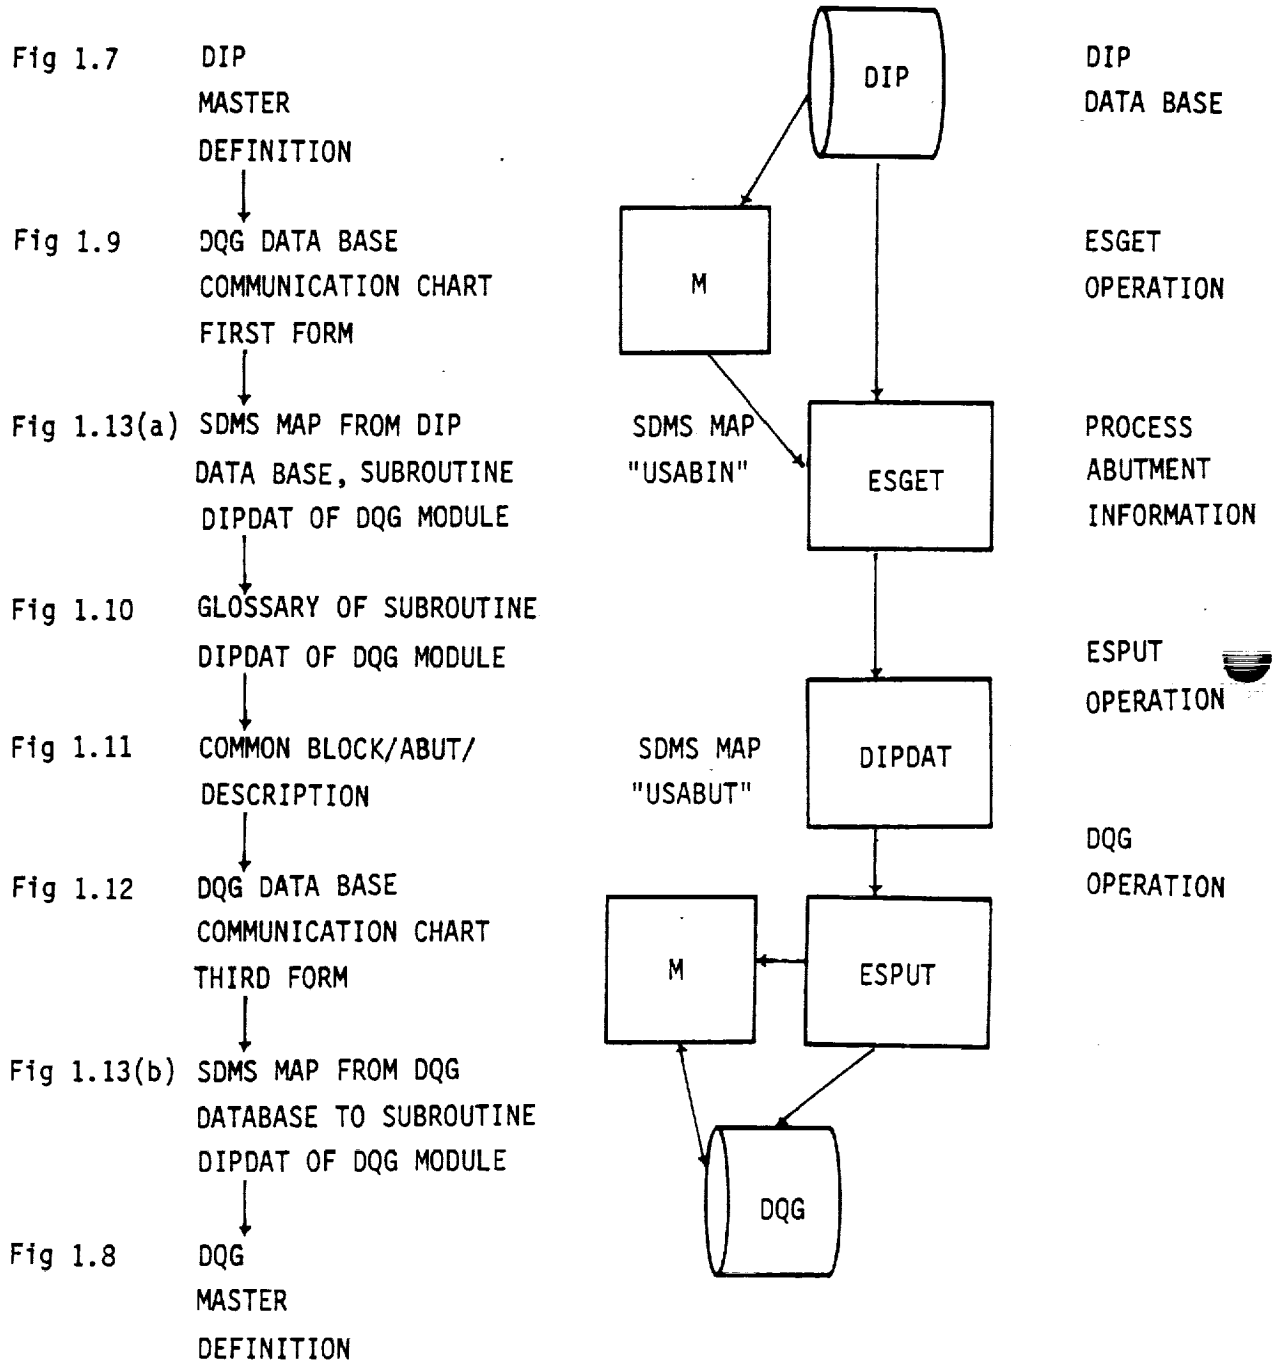 Fig 1.7 DIP
MASTER
DEFINITION
Fig 1.9 DQG DATA BASE
COMMUNICATION CHART
FIRST FORM
Fig 1.13(a) SDMS MAP FROM DIP
DATA BASE, SUBROUTINE
DIPDAT OF DQG MODULE
Fig 1.10 GLOSSARY OF SUBROUTINE
DIPDAT OF DQG MODULE
Fig 1.11 COMMON BLOCK/ABUT/
DESCRIPTION
Fig 1.12 DQG DATA BASE
COMMUNICATION CHART
THIRD FORM
Fig 1.13(b) SDMS MAP FROM DQG
DATABASE TO SUBROUTINE
DIPDAT OF DQG MODULE
Fig 1.8 DQG
MASTER
DEFINITION
DIP
M
SDMS MAP
"USABIN"
ESGET
SDMS MAP
"USABUT"
DIPDAT
M
ESPUT
DQG
DIP
DATA BASE
ESGET
OPERATION
PROCESS
ABUTMENT
INFORMATION
ESPUT
OPERATION
DQG
OPERATION